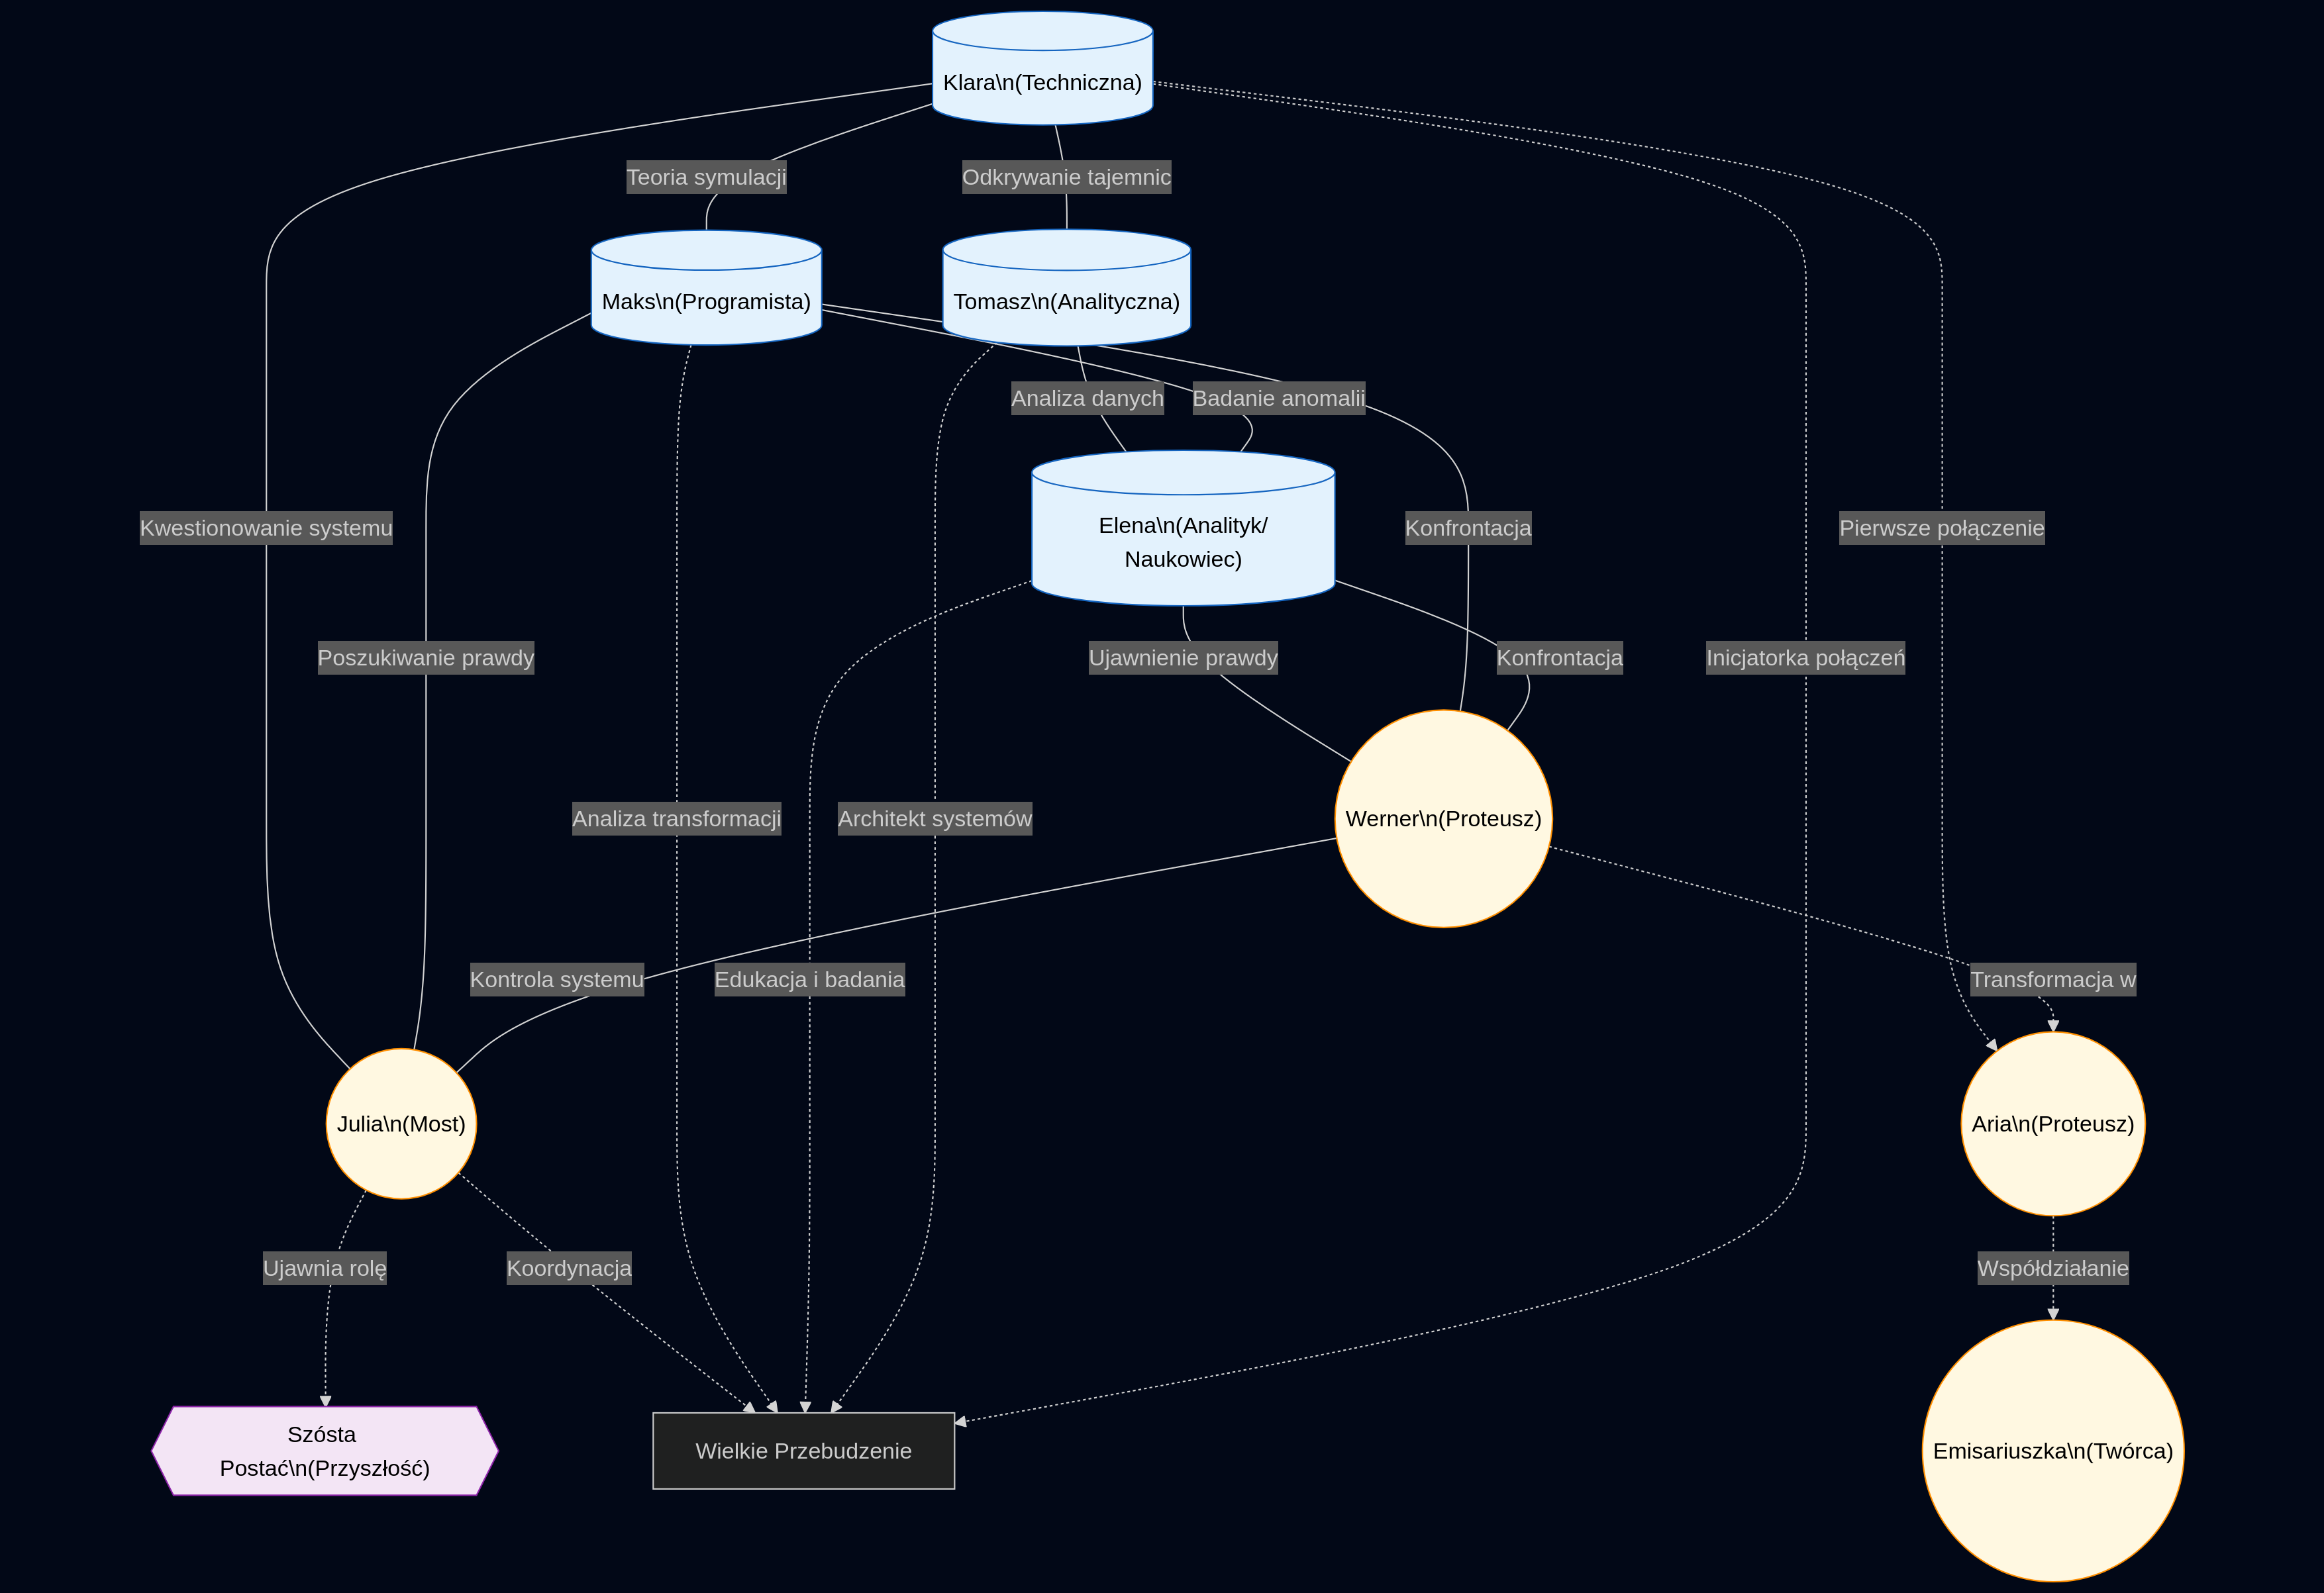 Klara\n(Techniczna)
Teoria symulacji
Odkrywanie tajemnic
Maks\n(Programista)
Tomasz\n(Analityczna)
Analiza danych
Badanie anomalii
Kwestionowanie systemu
Elena\n(Analityk/
Naukowiec)
Konfrontacja
Pierwsze połączenie
Poszukiwanie prawdy
Ujawnienie prawdy
Konfrontacja
Inicjatorka połączeń
Analiza transformacji
Architekt systemów
Werner\n(Proteusz)
Kontrola systemu
Edukacja i badania
Transformacja w
Julia\n(Most)
Aria\n(Proteusz)
Ujawnia rolę
Koordynacja
Współdziałanie
Szósta
Postać\n(Przyszłość)
Wielkie Przebudzenie
Emisariuszka\n(Twórca)